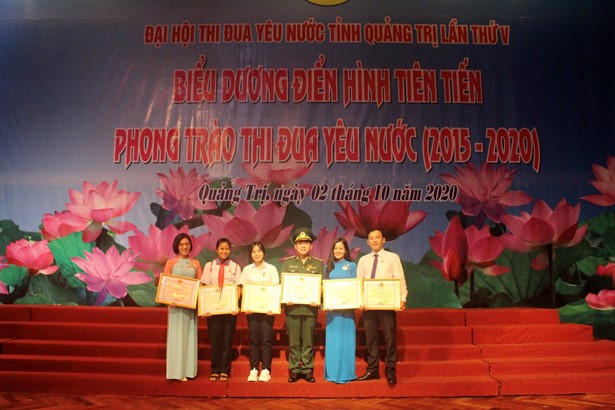 ĐẠI HỘI THI ĐUA YÊU NƯỚC TỈNH QUẢNG TRỊ LẦN THỨ V
BIỂU DƯƠNG ĐIỂN HÌNH TIÊN TIẾN
PHONG TRÀO THI ĐUA YÊU NƯỚC (2015 - 2020)
Quảng Trị, ngày 02 tháng 10 năm 2020